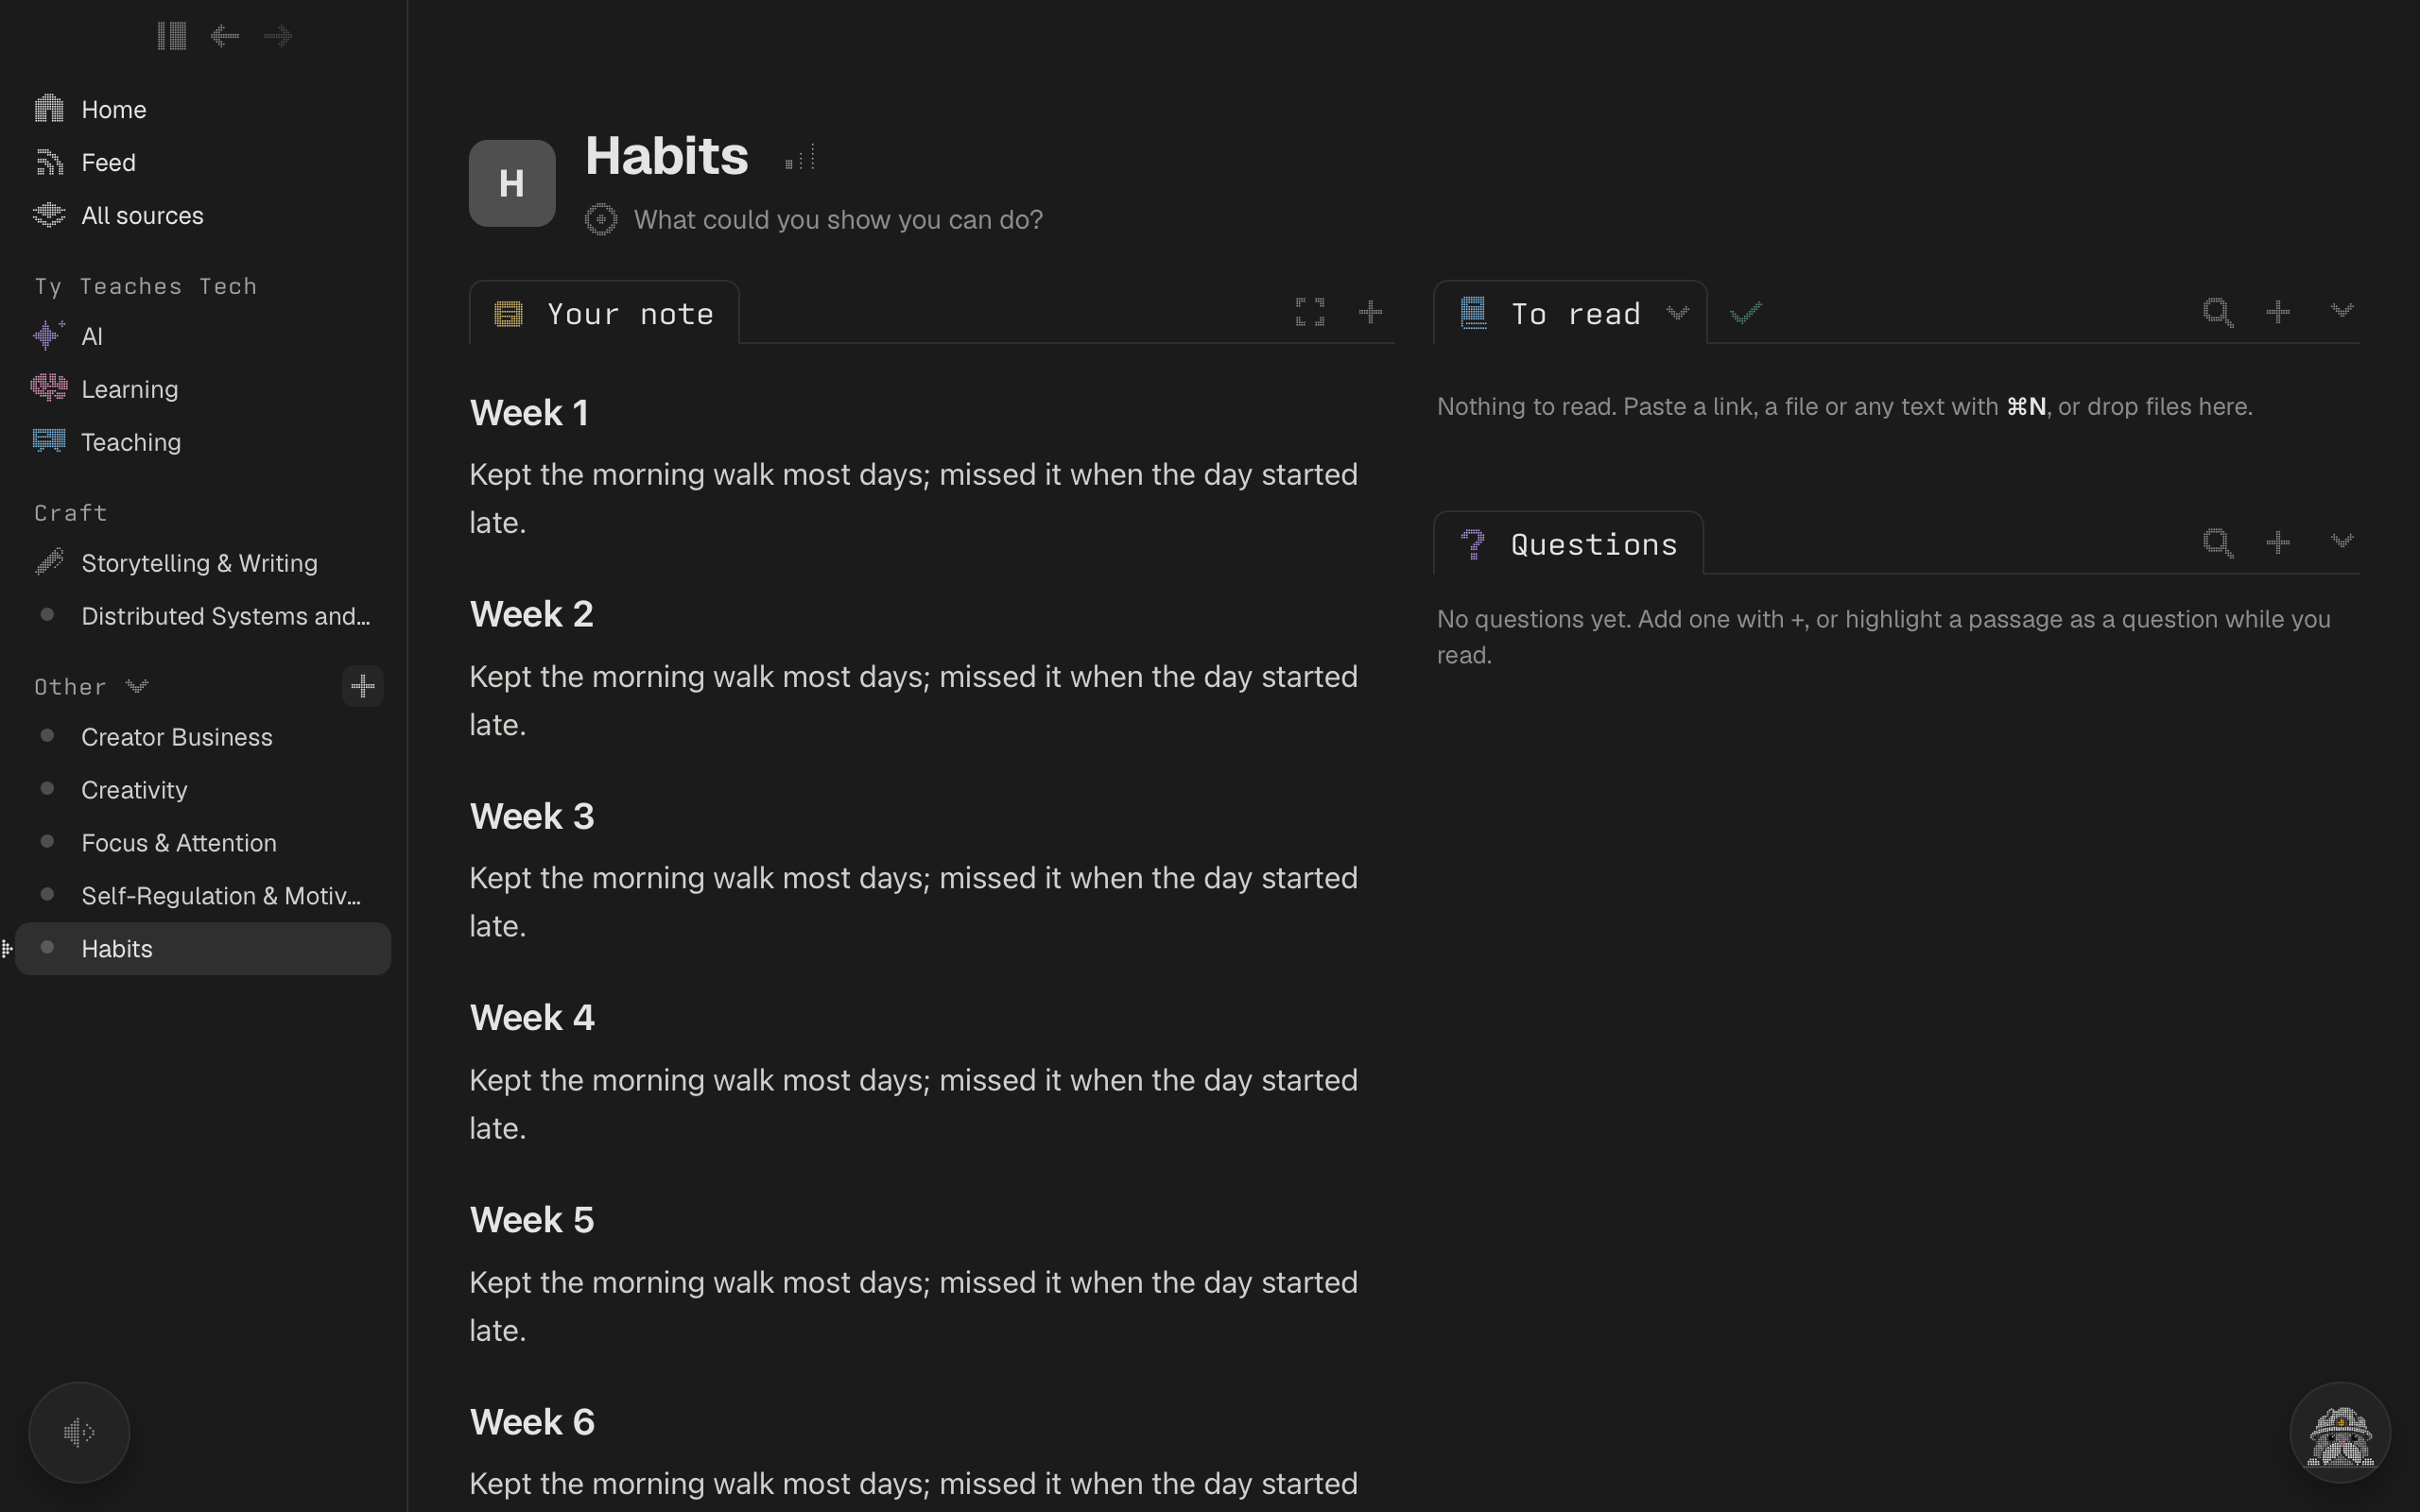 Home
Feed
All sources
Ty Teaches Tech
AI
Learning
Teaching
Craft
Storytelling & Writing
Distributed Systems and...
Other
Creator Business
Creativity
Focus & Attention
Self-Regulation & Motiv...
Habits
H
Habits
What could you show you can do?
Your note
Week 1
Kept the morning walk most days; missed it when the day started
late.
Week 2
Kept the morning walk most days; missed it when the day started
late.
Week 3
Kept the morning walk most days; missed it when the day started
late.
Week 4
Kept the morning walk most days; missed it when the day started
late.
Week 5
Kept the morning walk most days; missed it when the day started
late.
Week 6
Kept the morning walk most days; missed it when the day started
To read
Nothing to read. Paste a link, a file or any text with ⌘N, or drop files here.
Questions
No questions yet. Add one with +, or highlight a passage as a question while you
read.